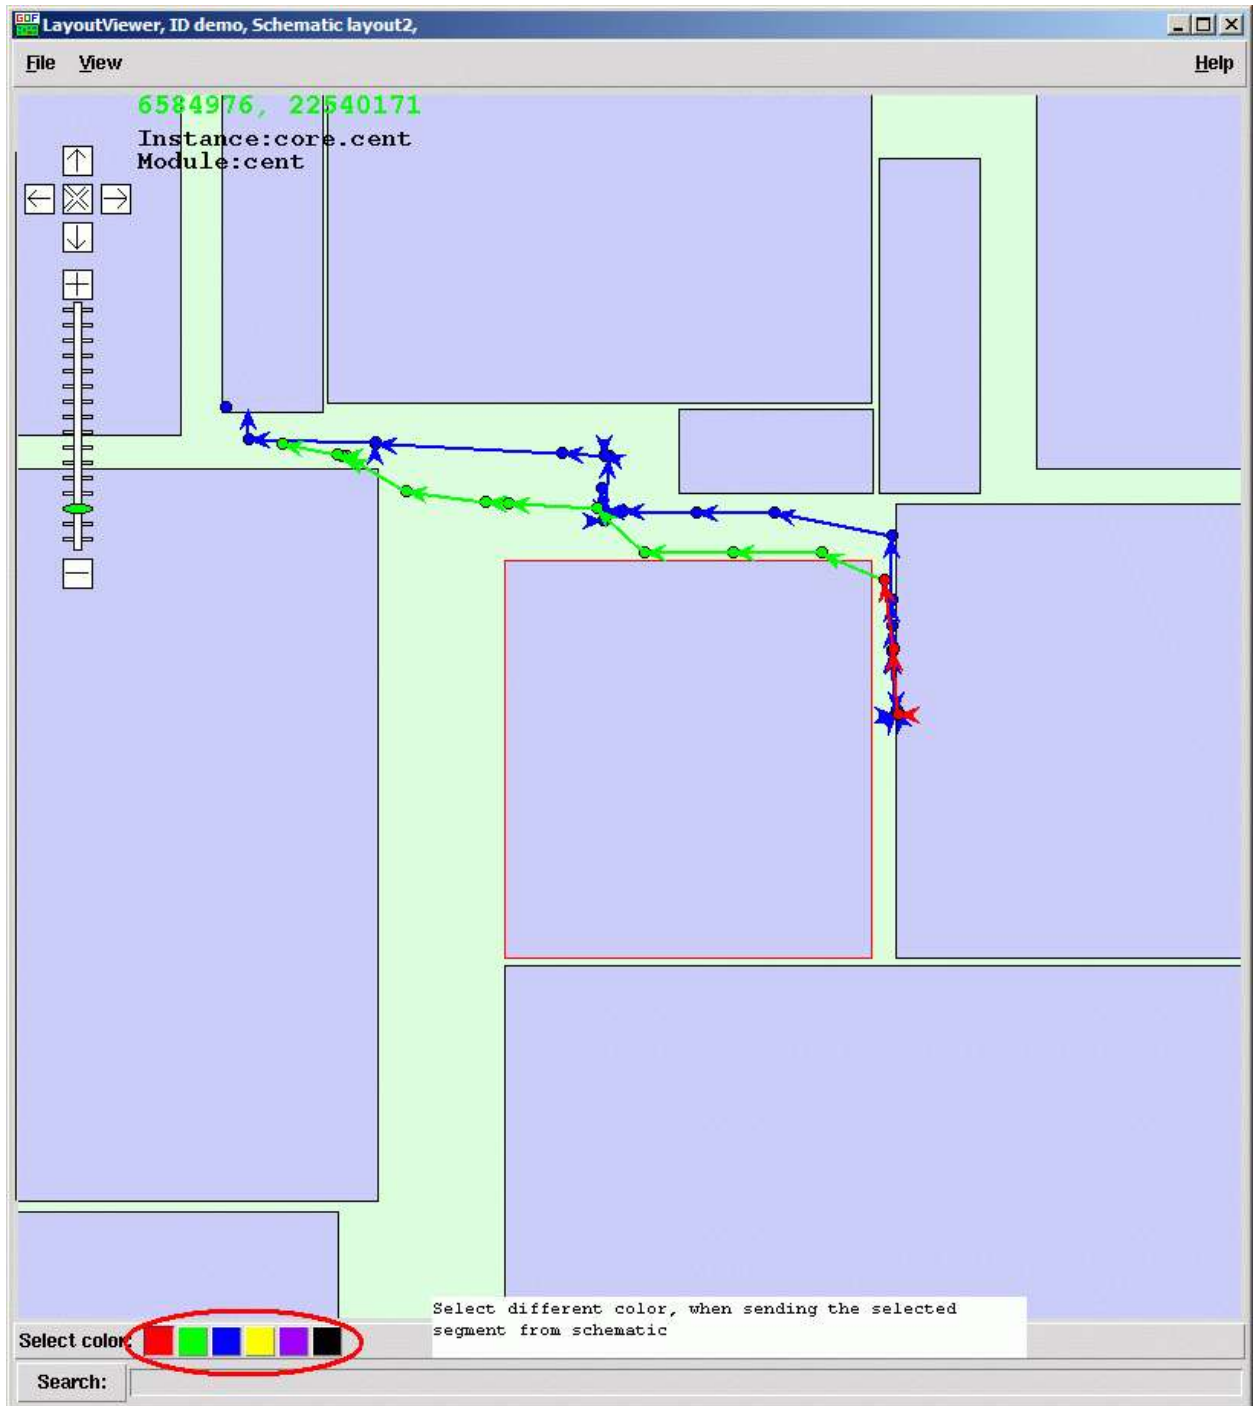 GOF
LayoutViewer, ID demo, Schematic layout2,
File View Help
6584976, 22540171
Instance:core.cent
Module:cent
Select different color, when sending the selected
segment from schematic
Select color:
Search: